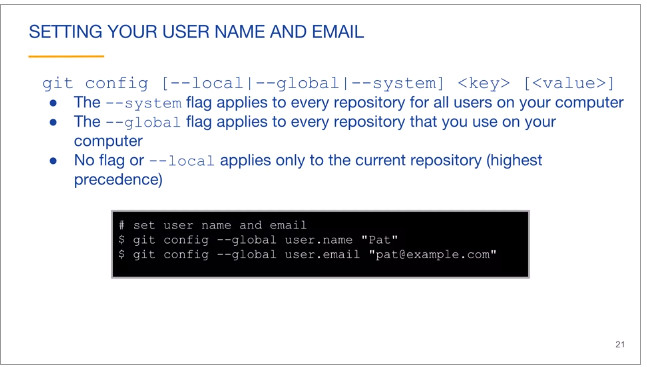 SETTING YOUR USER NAME AND EMAIL
git config [--local|--global|--system] <key> [<value>]
● The --system flag applies to every repository for all users on your computer
● The --global flag applies to every repository that you use on your
computer
● No flag or --local applies only to the current repository (highest
precedence)
# set user name and email
$ git config --global user.name "Pat"
$ git config --global user.email "pat@example.com"
21